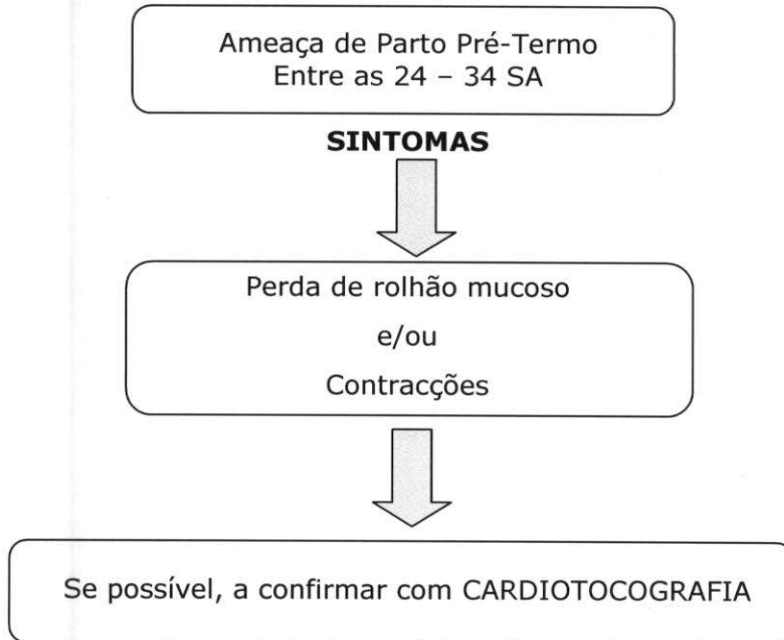 Ameaça de Parto Pré-Termo
Entre as 24 – 34 SA
SINTOMAS
Perda de rolhão mucoso
e/ou
Contracções
Se possível, a confirmar com CARDIOTOCOGRAFIA